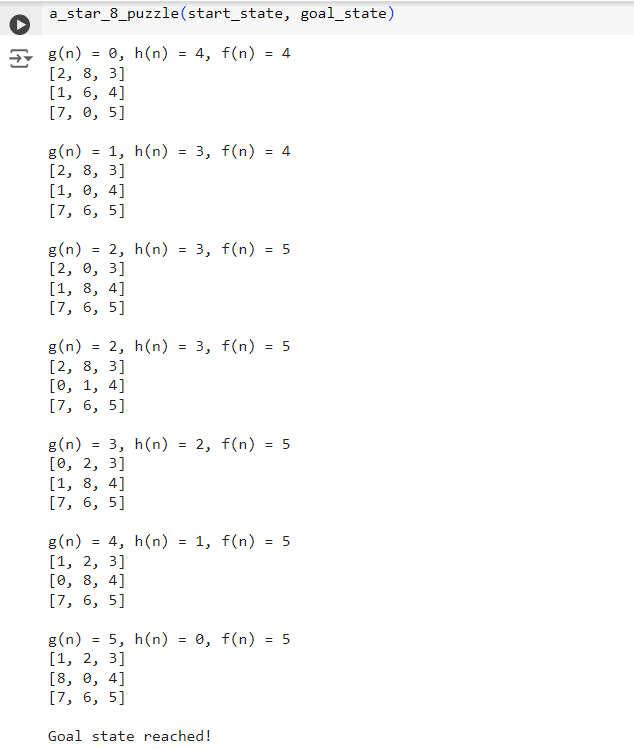 a_star_8_puzzle(start_state, goal_state)
g(n) = 0, h(n) = 4, f(n) = 4
[2, 8, 3]
[1, 6, 4]
[7, 0, 5]
g(n) = 1, h(n) = 3, f(n) = 4
[2, 8, 3]
[1, 0, 4]
[7, 6, 5]
g(n) = 2, h(n) = 3, f(n) = 5
[2, 0, 3]
[1, 8, 4]
[7, 6, 5]
g(n) = 2, h(n) = 3, f(n) = 5
[2, 8, 3]
[0, 1, 4]
[7, 6, 5]
g(n) = 3, h(n) = 2, f(n) = 5
[0, 2, 3]
[1, 8, 4]
[7, 6, 5]
g(n) = 4, h(n) = 1, f(n) = 5
[1, 2, 3]
[0, 8, 4]
[7, 6, 5]
g(n) = 5, h(n) = 0, f(n) = 5
[1, 2, 3]
[8, 0, 4]
[7, 6, 5]
Goal state reached!